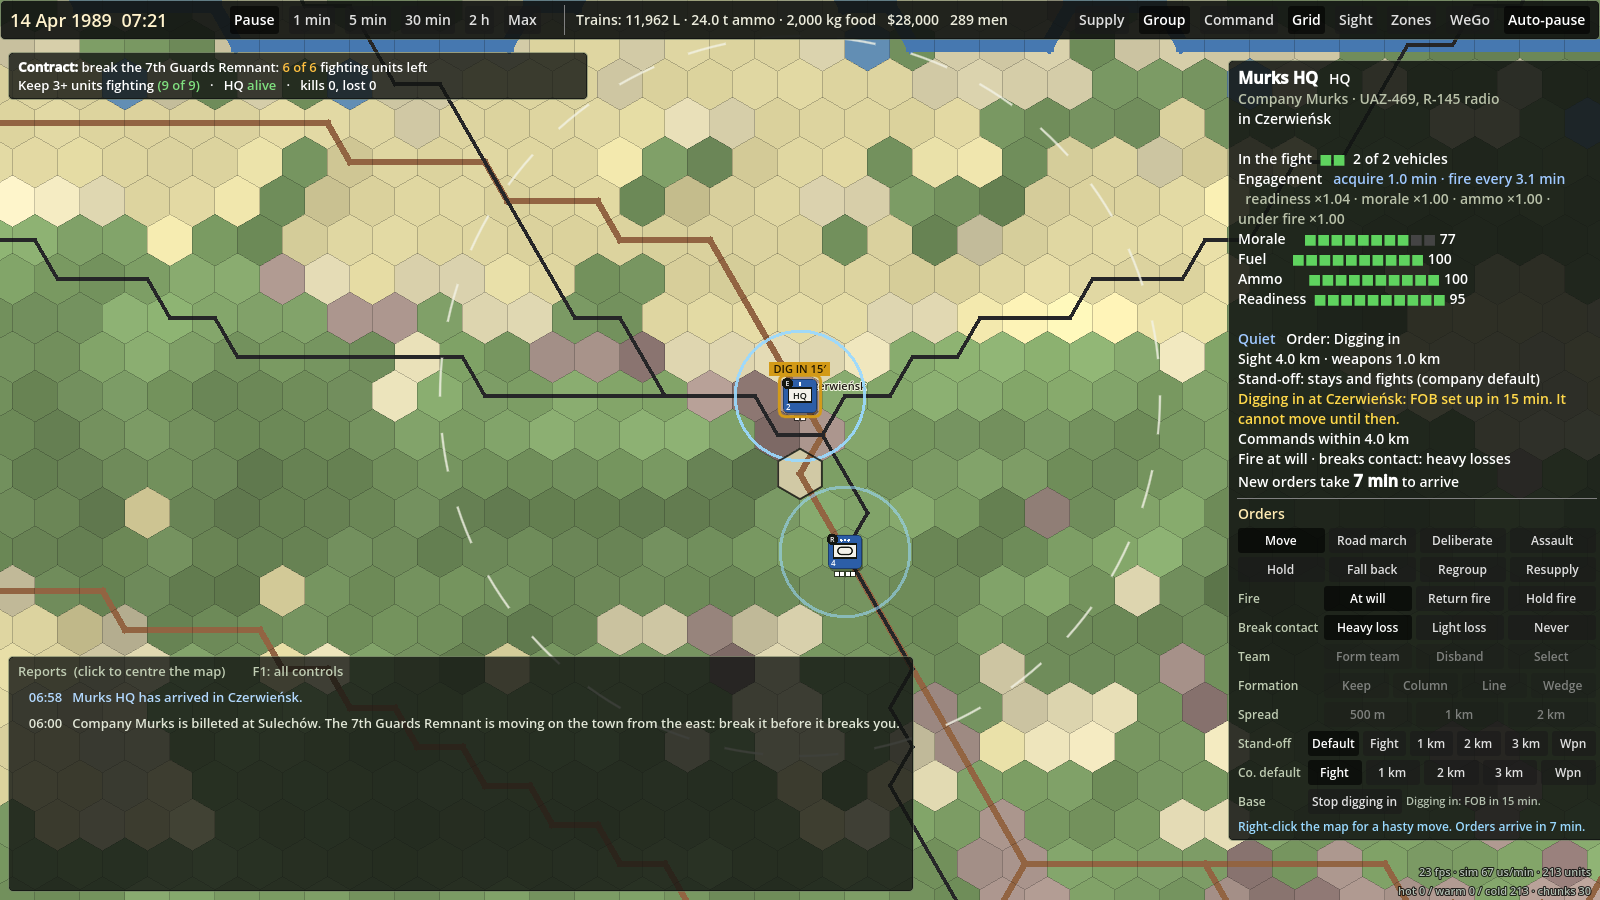 14 Apr 1989 07:21 Pause 1 min 5 min 30 min 2 h Max Trains: 11,962 L · 24.0 t ammo · 2,000 kg food $28,000 289 men Supply Group Command Grid Sight Zones WeGo Auto-pause
Contract: break the 7th Guards Remnant: 6 of 6 fighting units left
Keep 3+ units fighting (9 of 9) · HQ alive · kills 0, lost 0
DIG IN 15'
E
HQ
2
R
4
Murks HQ HQ
Company Murks · UAZ-469, R-145 radio
in Czerwieńsk
In the fight 2 of 2 vehicles
Engagement acquire 1.0 min · fire every 3.1 min
readiness ×1.04 · morale ×1.00 · ammo ×1.00 ·
under fire ×1.00
Morale 77
Fuel 100
Ammo 100
Readiness 95
Quiet Order: Digging in
Sight 4.0 km · weapons 1.0 km
Stand-off: stays and fights (company default)
Digging in at Czerwieńsk: FOB set up in 15 min. It
cannot move until then.
Commands within 4.0 km
Fire at will · breaks contact: heavy losses
New orders take 7 min to arrive
Orders
Move Road march Deliberate Assault
Hold Fall back Regroup Resupply
Fire At will Return fire Hold fire
Break contact Heavy loss Light loss Never
Team Form team Disband Select
Formation Keep Column Line Wedge
Spread 500 m 1 km 2 km
Stand-off Default Fight 1 km 2 km 3 km Wpn
Co. default Fight 1 km 2 km 3 km Wpn
Base Stop digging in Digging in: FOB in 15 min.
Right-click the map for a hasty move. Orders arrive in 7 min.
Reports (click to centre the map) F1: all controls
06:58 Murks HQ has arrived in Czerwieńsk.
06:00 Company Murks is billeted at Sulechów. The 7th Guards Remnant is moving on the town from the east: break it before it breaks you.
23 fps · sim 67 us/min · 213 units
hot 0 / warm 0 / cold 213 · chunks 30